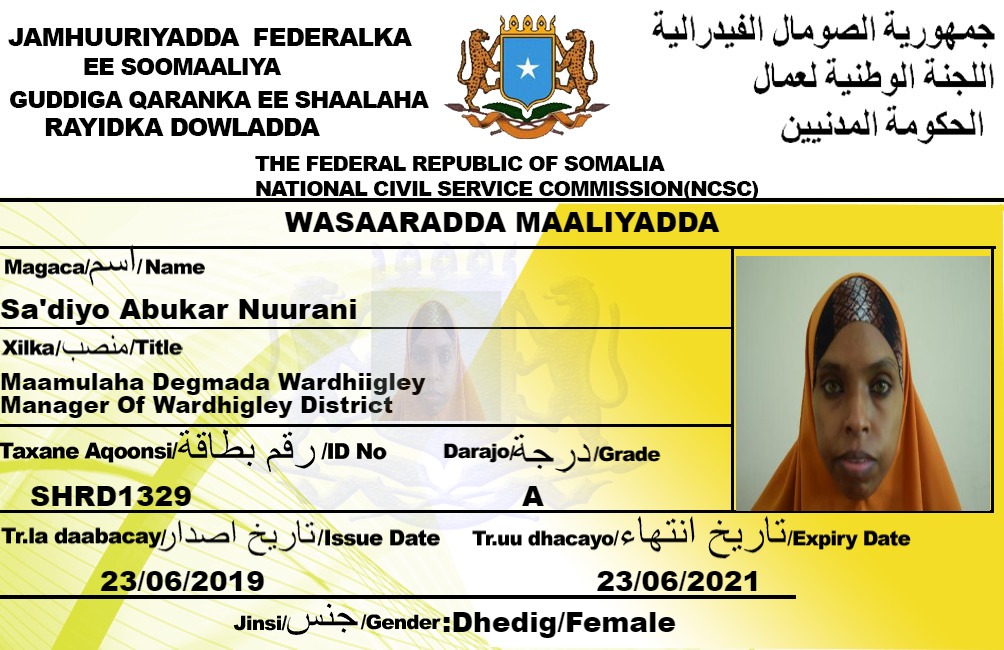 JAMHUURIYADDA FEDERALKA
EE SOOMAALIYA
GUDDIGA QARANKA EE SHAALAHA
RAYIDKA DOWLADDA
جمهورية الصومال الفيدرالية
اللجنة الوطنية لعمال
الحكومة المدنيين
THE FEDERAL REPUBLIC OF SOMALIA
NATIONAL CIVIL SERVICE COMMISSION(NCSC)
WASAARADDA MAALIYADDA
Magaca/اسم/Name
Sa'diyo Abukar Nuurani
Xilka/منصب/Title
Maamulaha Degmada Wardhiigley
Manager Of Wardhigley District
Taxane Aqoonsi/رقم بطاقة/ID No
Darajo/درجة/Grade
SHRD1329
A
Tr.la daabacay/تاريخ اصدار/Issue Date
Tr.uu dhacayo/تاريخ انتهاء/Expiry Date
23/06/2019
23/06/2021
Jinsi/جنس/Gender:Dhedig/Female